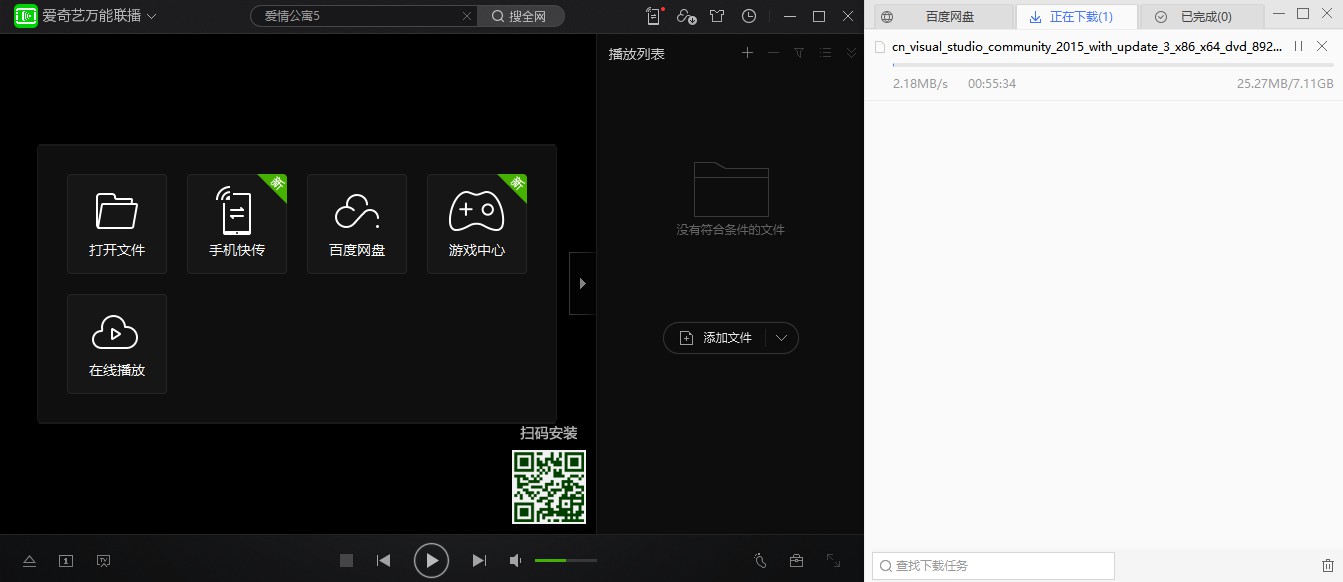 爱奇艺万能联播
爱情公寓5
搜全网
播放列表
打开文件
手机快传
新
百度网盘
游戏中心
新
在线播放
没有符合条件的文件
添加文件
扫码安装
1
TV
百度网盘
正在下载(1)
已完成(0)
cn_visual_studio_community_2015_with_update_3_x86_x64_dvd_892...
2.18MB/s 00:55:34 25.27MB/7.11GB
查找下载任务